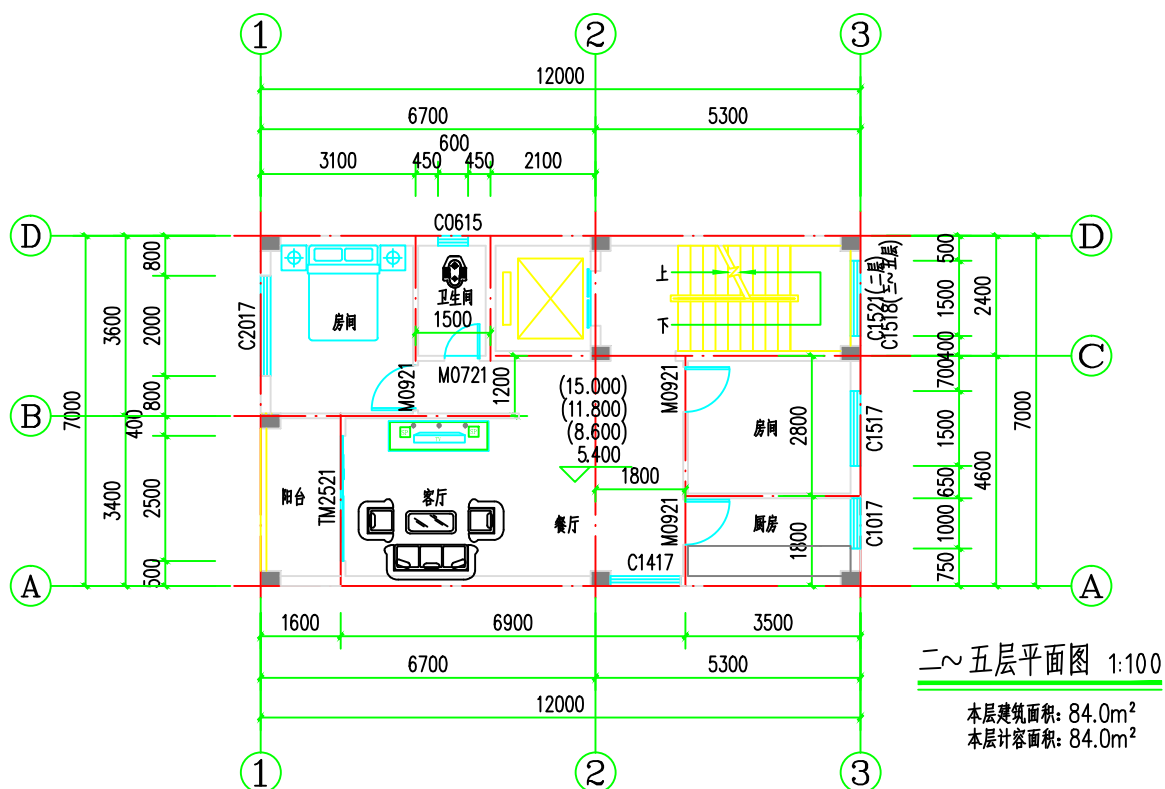 1 2 3
12000
6700 5300
600
3100 450 450 2100
C0615
D D
800 3600 2000 800 7000 400 3400 2500 500
C2017
房间
卫生间
1500
M0721
M0921
1200
上
下
C1521(二层)
C1518(三~五层)
500 1500 2400 400 700 7000 1500 4600 650 1000 750
C
B
(15.000)
(11.800)
(8.600)
5.400
1800
M0921
房间
2800
C1517
阳台
TM2521
客厅
餐厅
M0921
厨房
1800
C1017
C1417
A A
1600 6900 3500
6700 5300
12000
1 2 3
二~五层平面图 1:100
本层建筑面积: 84.0m²
本层计容面积: 84.0m²